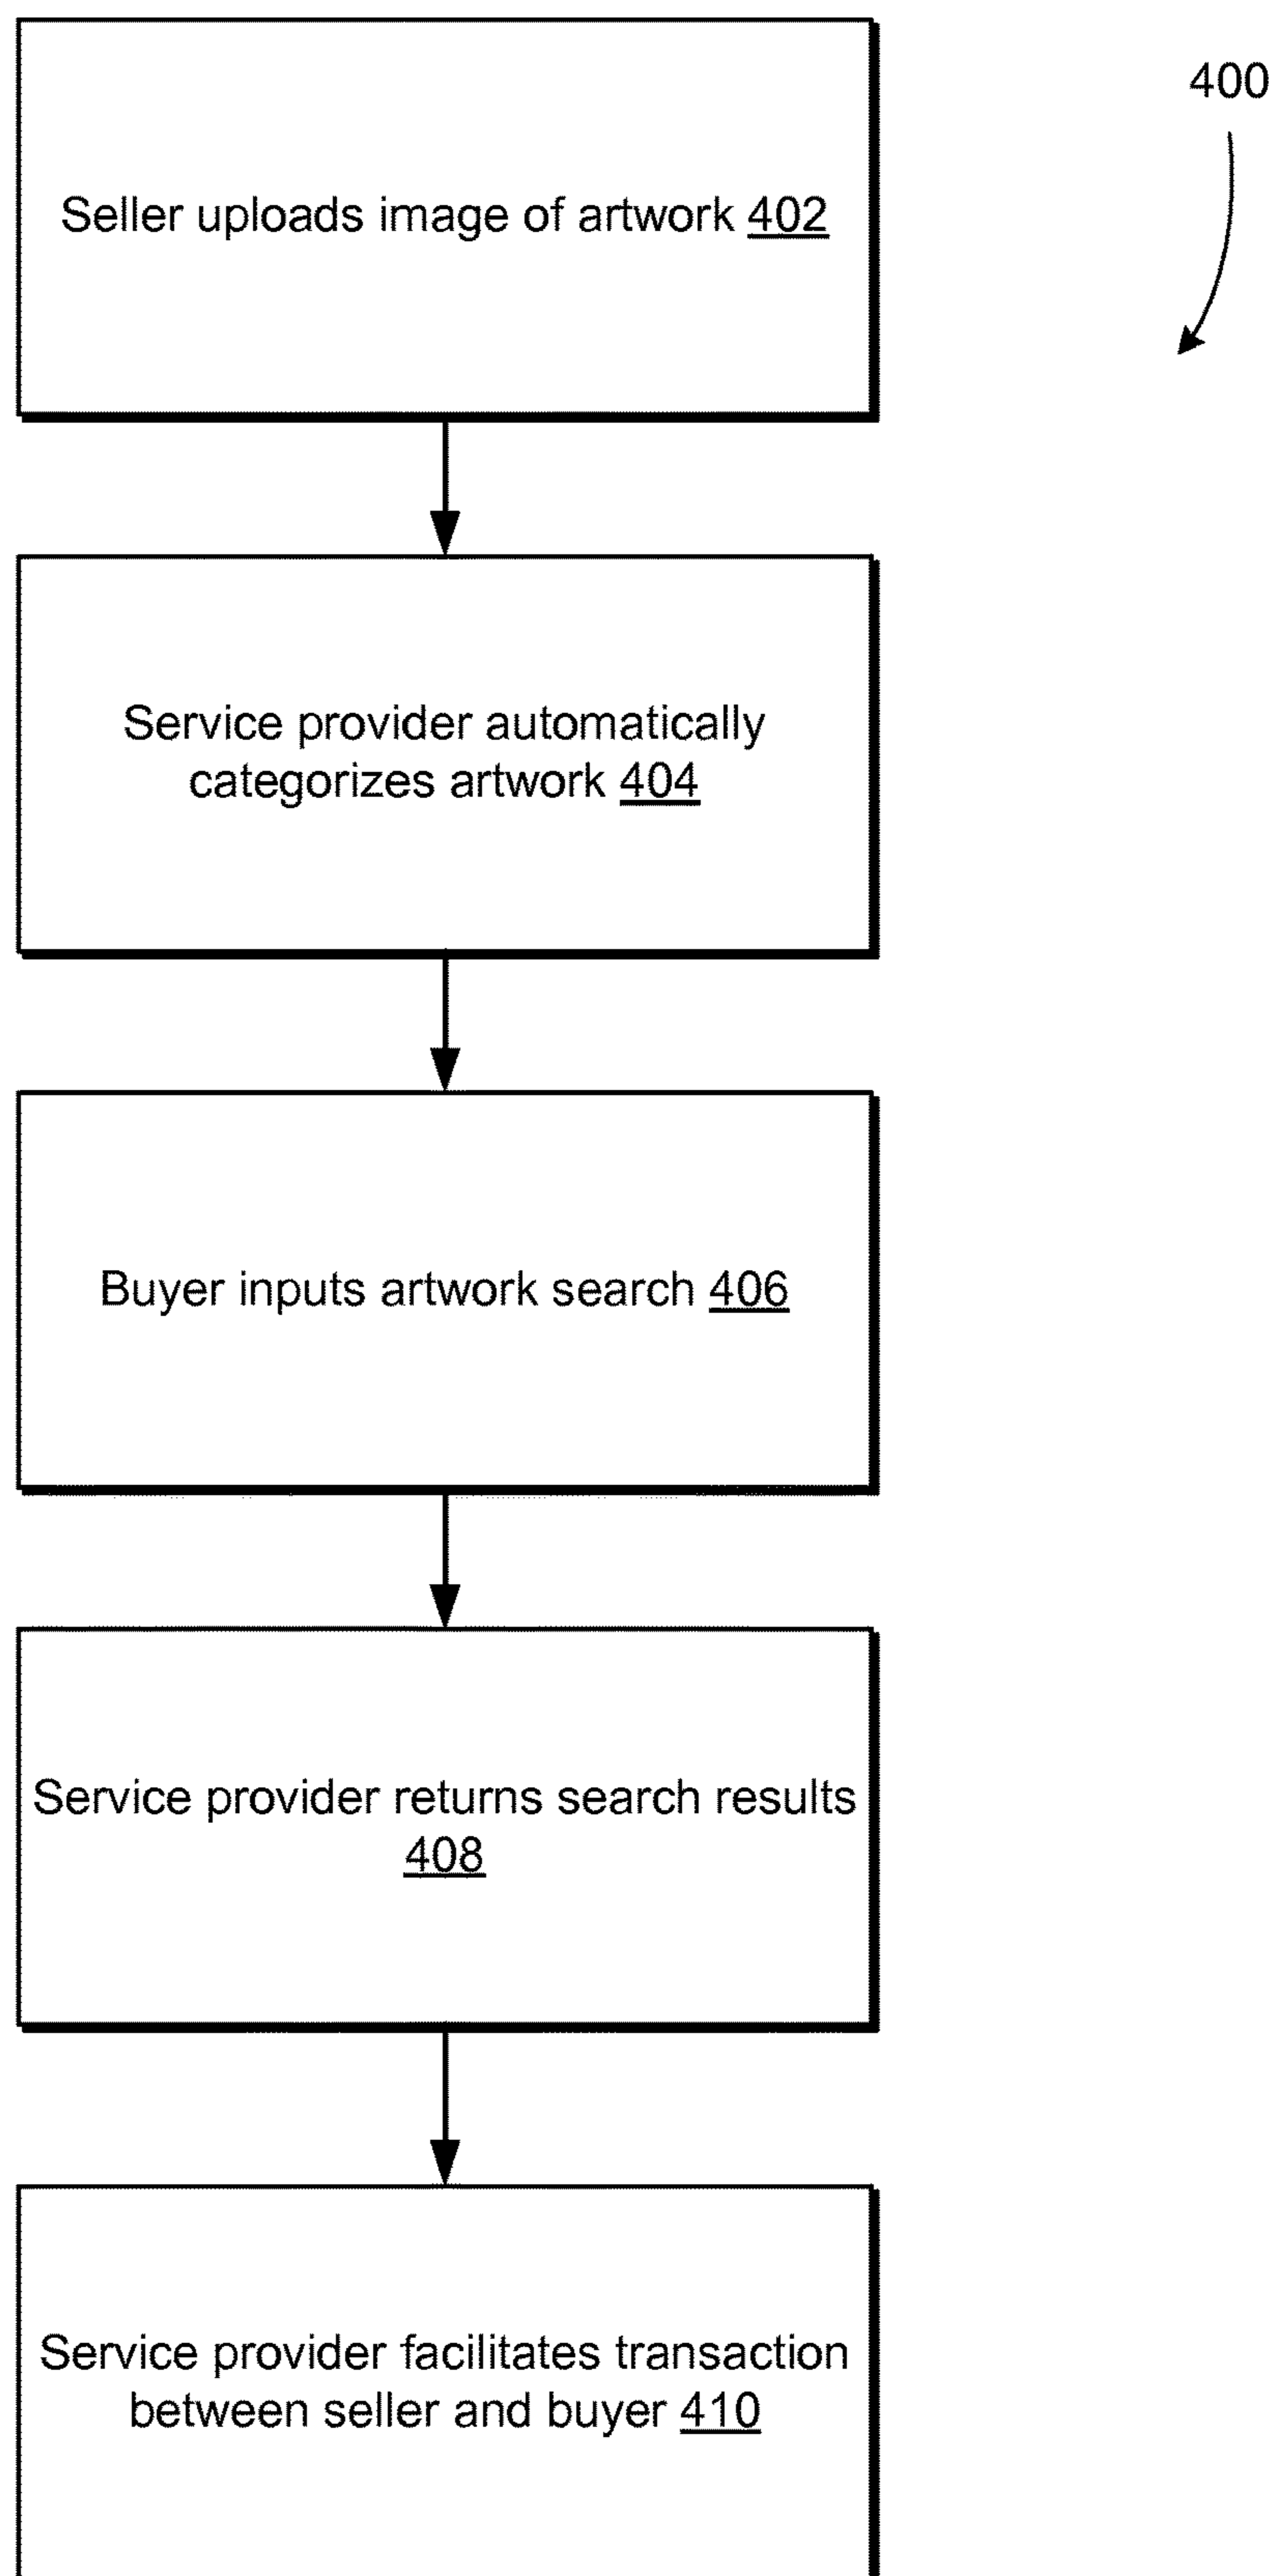 400
Seller uploads image of artwork 402
Service provider automatically
categorizes artwork 404
Buyer inputs artwork search 406
Service provider returns search results
408
Service provider facilitates transaction
between seller and buyer 410